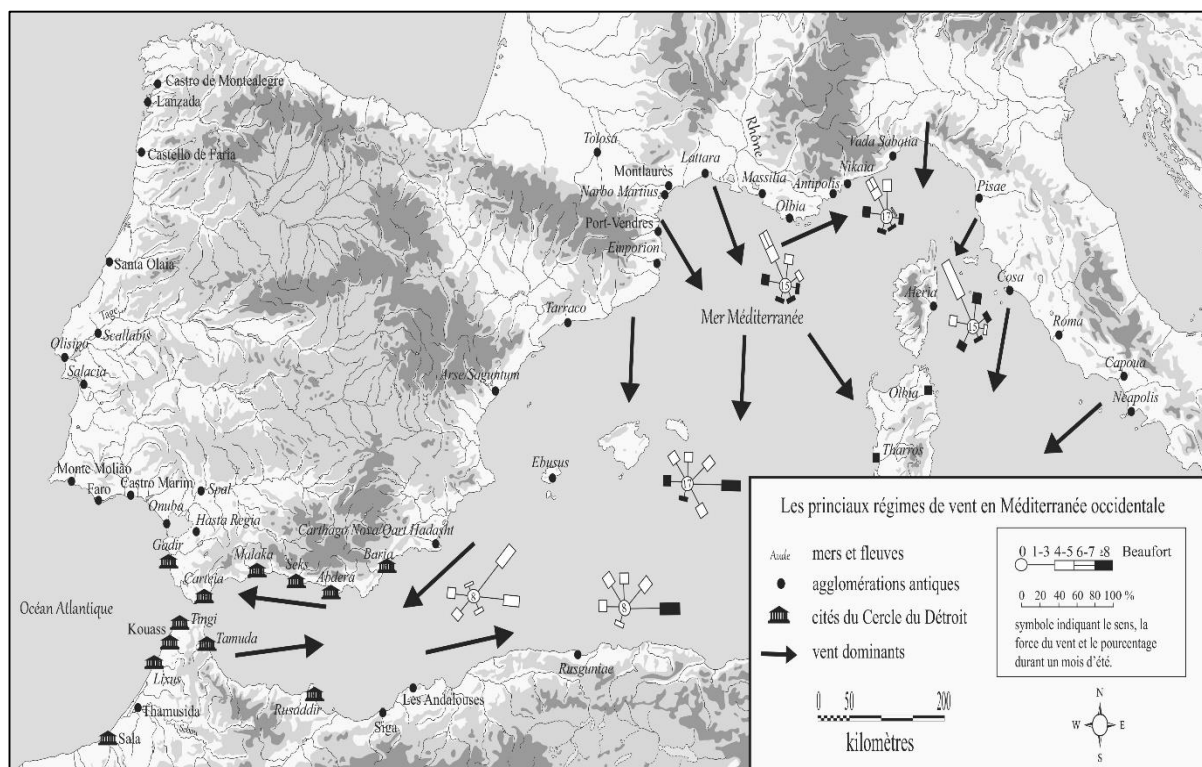 Castro de Montealegre
Lanzada
Castello de Faria
Tolosa
Rhône
Vada Sabatia
Lattara
Montlaurès
Nikaia
Massilia
Antipolis
Narbo Martius
Pisae
Olbia
Port-Vendres
Emporion
Santa Olaia
15
Mer Méditerranée
Cosa
Aleria
Tarraco
15
Tage
Scallabis
Roma
Salacia
Capoua
Arse/Saguntum
Olbia
Neapolis
Tharros
Ebusus
Monte Molião
Faro
Castro Marim
Spal
Onuba
Hasta Regia
Carthago Nova/Qart Hadasht
Gadir
Malaka
Seks
Abdera
Baria
Carteia
8
8
Océan Atlantique
Tingi
Kouass
Tamuda
Lixus
Rusguniae
Rusaddir
Les Andalouses
Siga
Thamusida
Sala
Les princiaux régimes de vent en Méditerranée occidentale
Aude mers et fleuves
agglomérations antiques
cités du Cercle du Détroit
vent dominants
0 1-3 4-5 6-7 ≥8 Beaufort
0 20 40 60 80 100 %
symbole indiquant le sens, la
force du vent et le pourcentage
durant un mois d'été.
0 50 200
kilomètres
N
W E
S